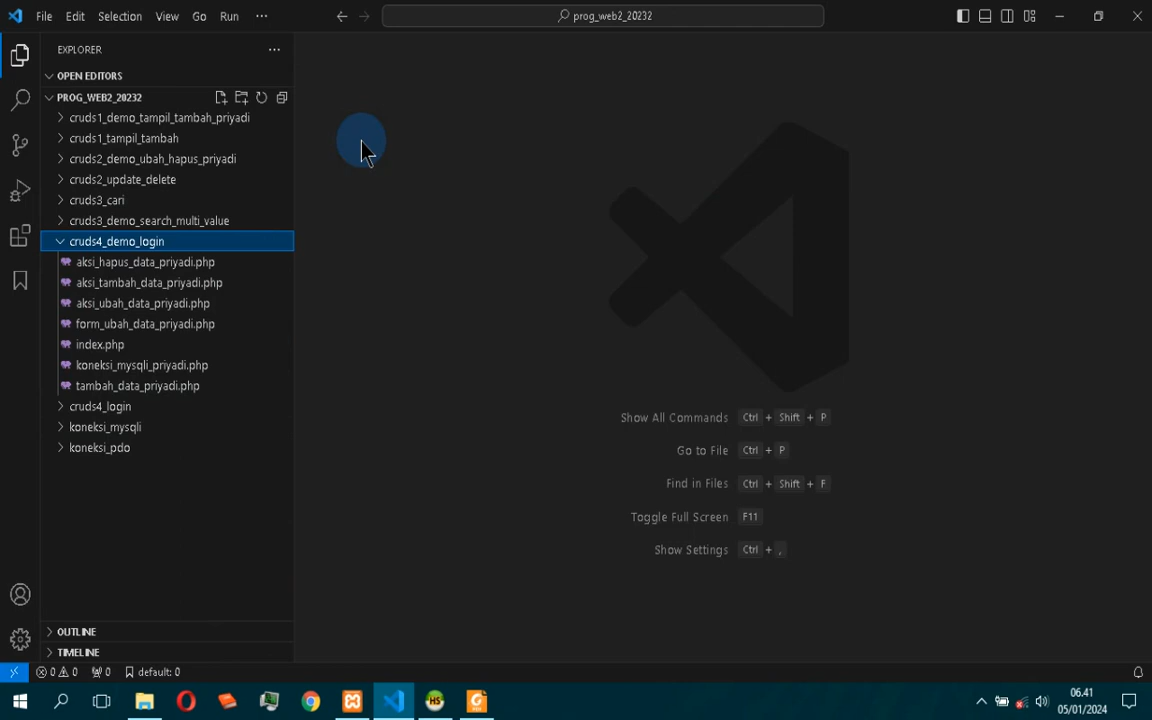 File Edit Selection View Go Run ···
prog_web2_20232
EXPLORER
OPEN EDITORS
PROG_WEB2_20232
cruds1_demo_tampil_tambah_priyadi
cruds1_tampil_tambah
cruds2_demo_ubah_hapus_priyadi
cruds2_update_delete
cruds3_cari
cruds3_demo_search_multi_value
cruds4_demo_login
aksi_hapus_data_priyadi.php
aksi_tambah_data_priyadi.php
aksi_ubah_data_priyadi.php
form_ubah_data_priyadi.php
index.php
koneksi_mysqli_priyadi.php
tambah_data_priyadi.php
cruds4_login
koneksi_mysqli
koneksi_pdo
Show All Commands Ctrl + Shift + P
Go to File Ctrl + P
Find in Files Ctrl + Shift + F
Toggle Full Screen F11
Show Settings Ctrl + ,
OUTLINE
TIMELINE
0 0 0 default: 0
HS
06.41
05/01/2024